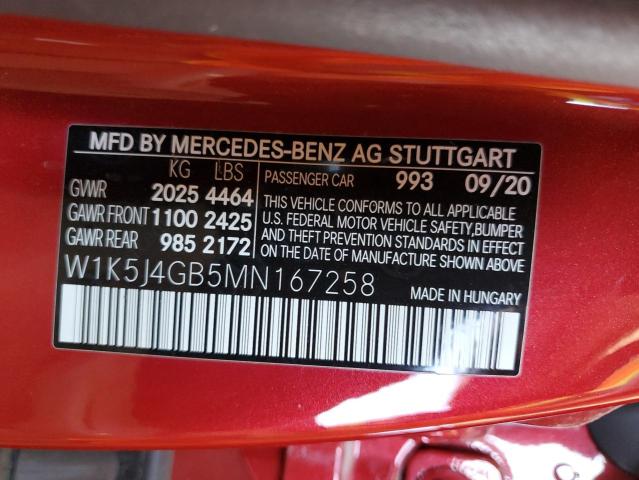 MFD BY MERCEDES-BENZ AG STUTTGART
KG LBS
GVWR 2025 4464
GAWR FRONT 1100 2425
GAWR REAR 985 2172
PASSENGER CAR 993 09/20
THIS VEHICLE CONFORMS TO ALL APPLICABLE
U.S. FEDERAL MOTOR VEHICLE SAFETY,BUMPER
AND THEFT PREVENTION STANDARDS IN EFFECT
ON THE DATE OF MANUFACTURE SHOWN ABOVE
W1K5J4GB5MN167258
MADE IN HUNGARY